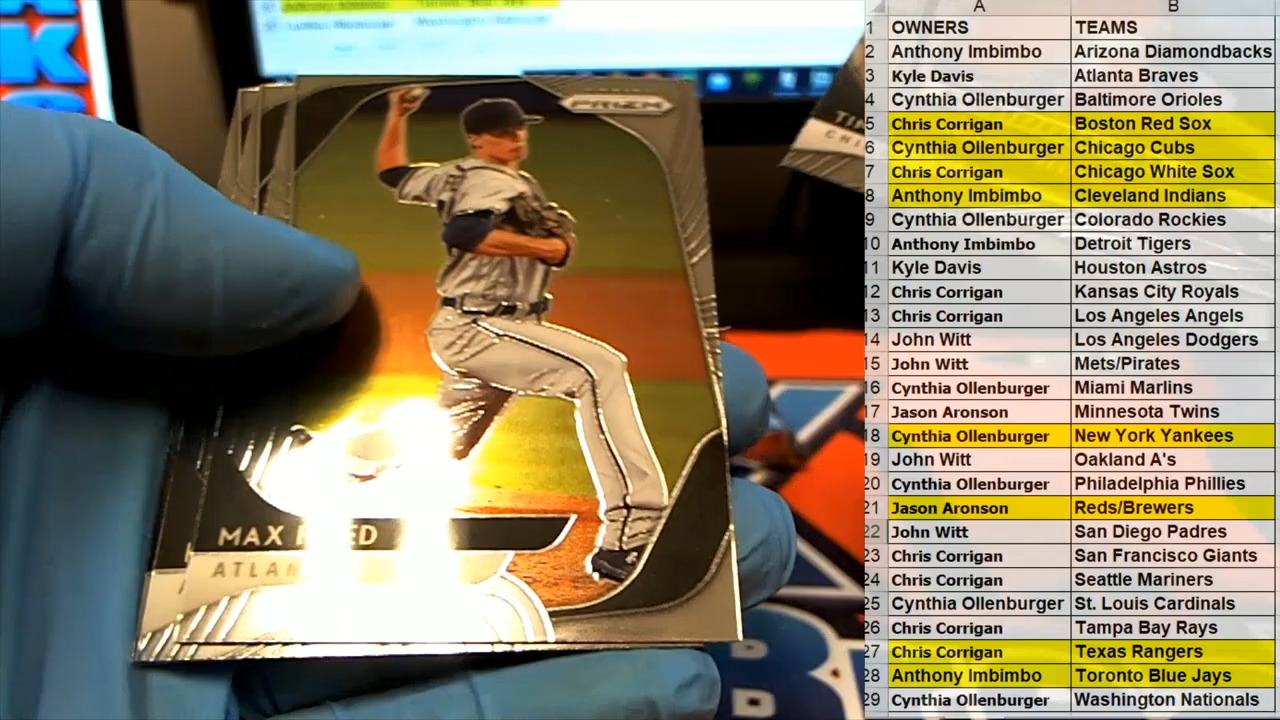 PRIZM
MAX
ATLAN
A B
1 OWNERS TEAMS
2 Anthony Imbimbo Arizona Diamondbacks
3 Kyle Davis Atlanta Braves
4 Cynthia Ollenburger Baltimore Orioles
5 Chris Corrigan Boston Red Sox
6 Cynthia Ollenburger Chicago Cubs
7 Chris Corrigan Chicago White Sox
8 Anthony Imbimbo Cleveland Indians
9 Cynthia Ollenburger Colorado Rockies
10 Anthony Imbimbo Detroit Tigers
11 Kyle Davis Houston Astros
12 Chris Corrigan Kansas City Royals
13 Chris Corrigan Los Angeles Angels
14 John Witt Los Angeles Dodgers
15 John Witt Mets/Pirates
16 Cynthia Ollenburger Miami Marlins
17 Jason Aronson Minnesota Twins
18 Cynthia Ollenburger New York Yankees
19 John Witt Oakland A's
20 Cynthia Ollenburger Philadelphia Phillies
21 Jason Aronson Reds/Brewers
22 John Witt San Diego Padres
23 Chris Corrigan San Francisco Giants
24 Chris Corrigan Seattle Mariners
25 Cynthia Ollenburger St. Louis Cardinals
26 Chris Corrigan Tampa Bay Rays
27 Chris Corrigan Texas Rangers
28 Anthony Imbimbo Toronto Blue Jays
29 Cynthia Ollenburger Washington Nationals